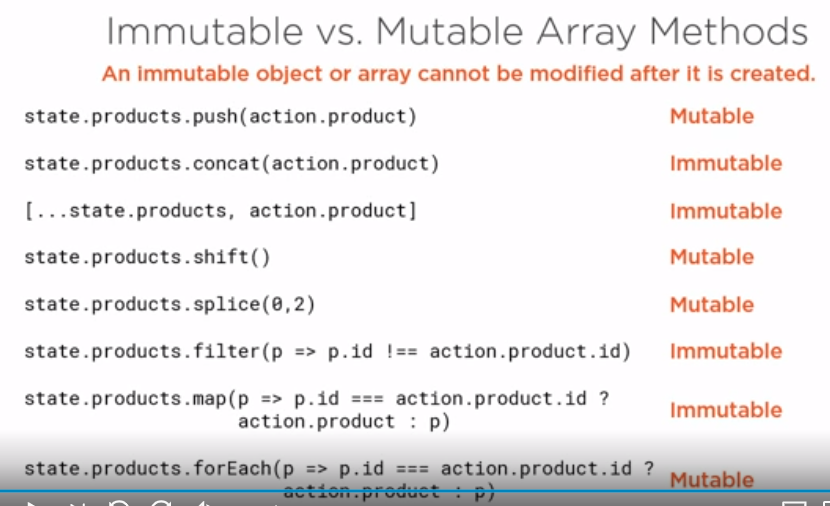 Immutable vs. Mutable Array Methods
An immutable object or array cannot be modified after it is created.
state.products.push(action.product) Mutable
state.products.concat(action.product) Immutable
[...state.products, action.product] Immutable
state.products.shift() Mutable
state.products.splice(0,2) Mutable
state.products.filter(p => p.id !== action.product.id) Immutable
state.products.map(p => p.id === action.product.id ?
action.product : p) Immutable
state.products.forEach(p => p.id === action.product.id ?
action.product : p) Mutable